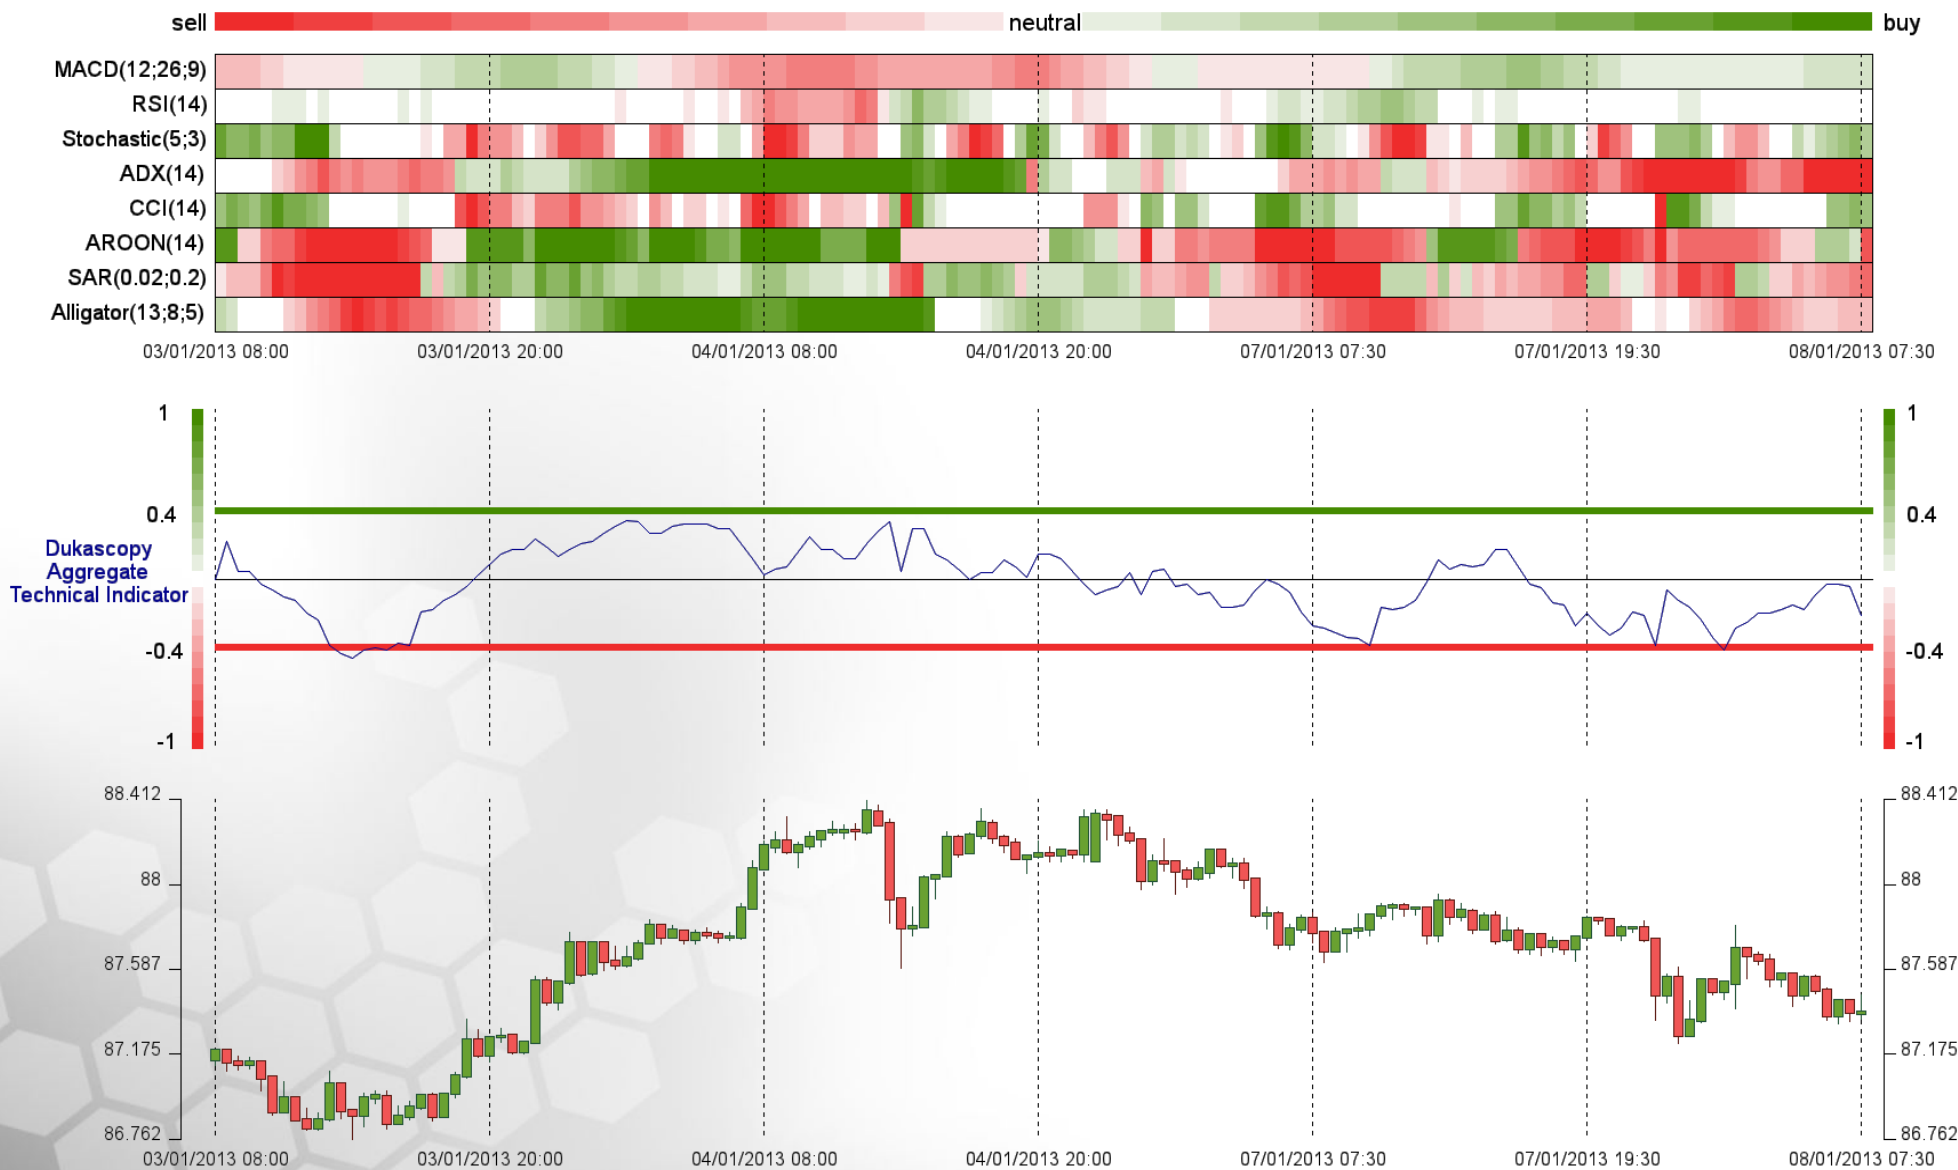 sell neutral buy
MACD(12;26;9)
RSI(14)
Stochastic(5;3)
ADX(14)
CCI(14)
AROON(14)
SAR(0.02;0.2)
Alligator(13;8;5)
03/01/2013 08:00 03/01/2013 20:00 04/01/2013 08:00 04/01/2013 20:00 07/01/2013 07:30 07/01/2013 19:30 08/01/2013 07:30
1 1
0.4 0.4
Dukascopy
Aggregate
Technical Indicator
-0.4 -0.4
-1 -1
88.412 88.412
88 88
87.587 87.587
87.175 87.175
86.762 86.762
03/01/2013 08:00 03/01/2013 20:00 04/01/2013 08:00 04/01/2013 20:00 07/01/2013 07:30 07/01/2013 19:30 08/01/2013 07:30